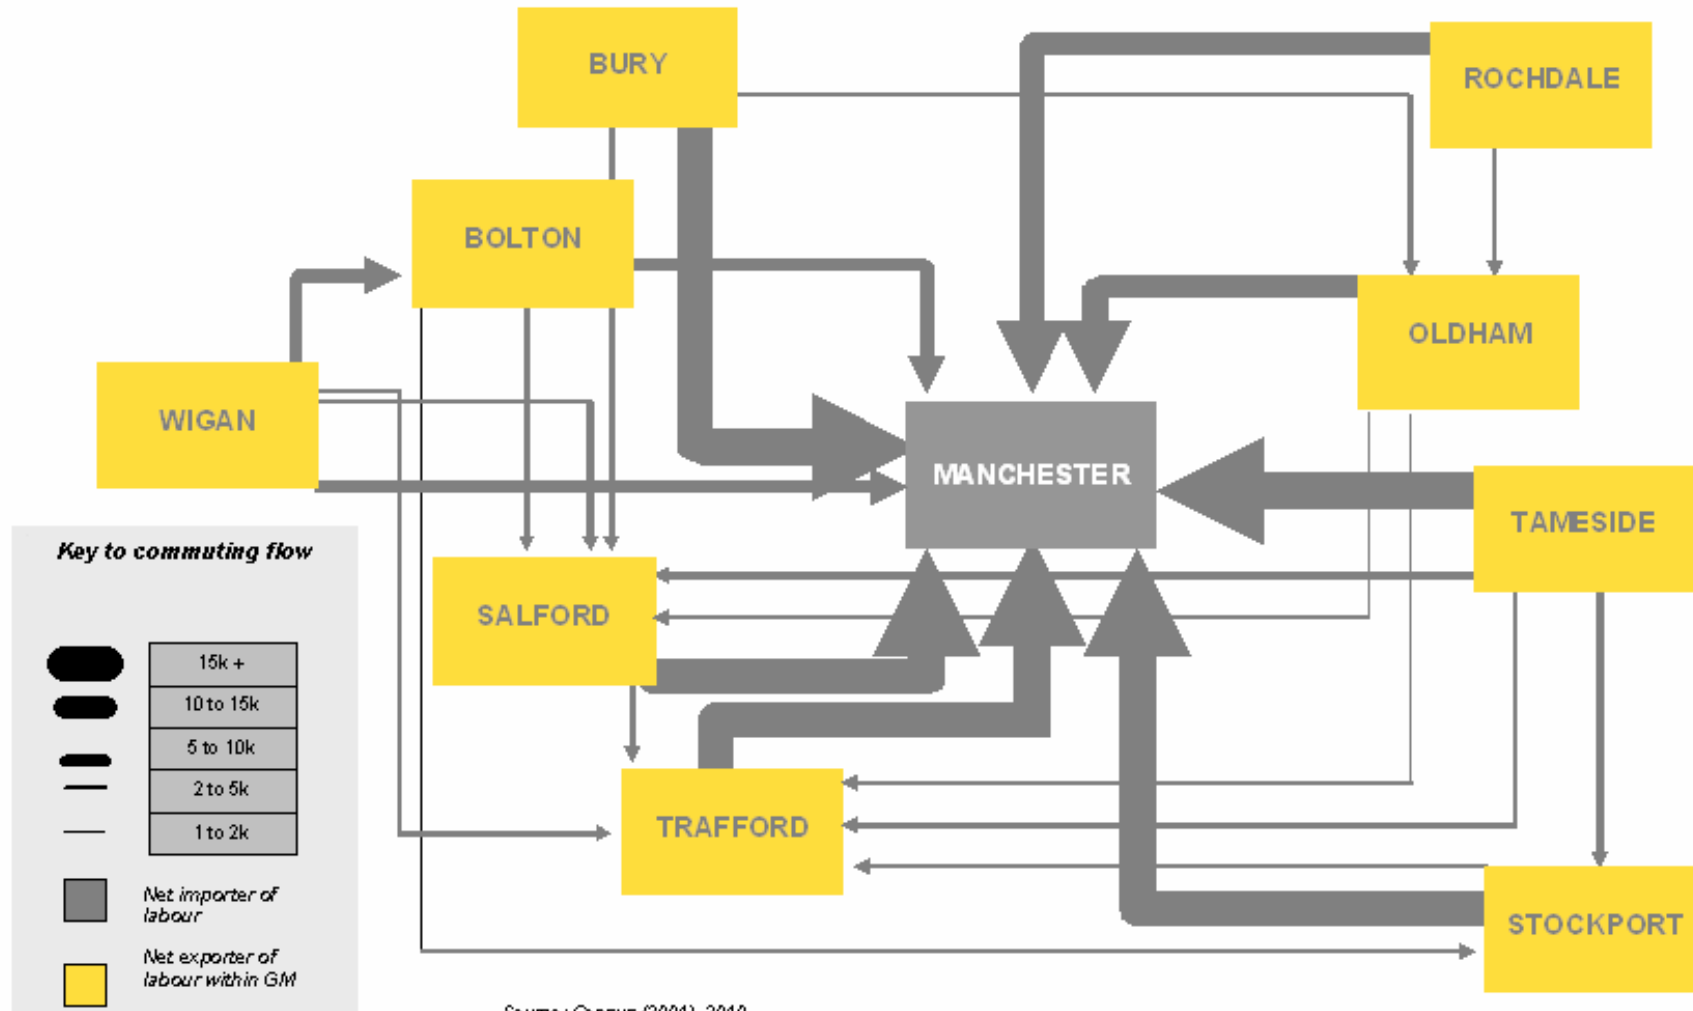 BURY
ROCHDALE
BOLTON
OLDHAM
WIGAN
MANCHESTER
TAMESIDE
SALFORD
TRAFFORD
STOCKPORT
Key to commuting flow
15k +
10 to 15k
5 to 10k
2 to 5k
1 to 2k
Net importer of
labour
Net exporter of
labour within GM